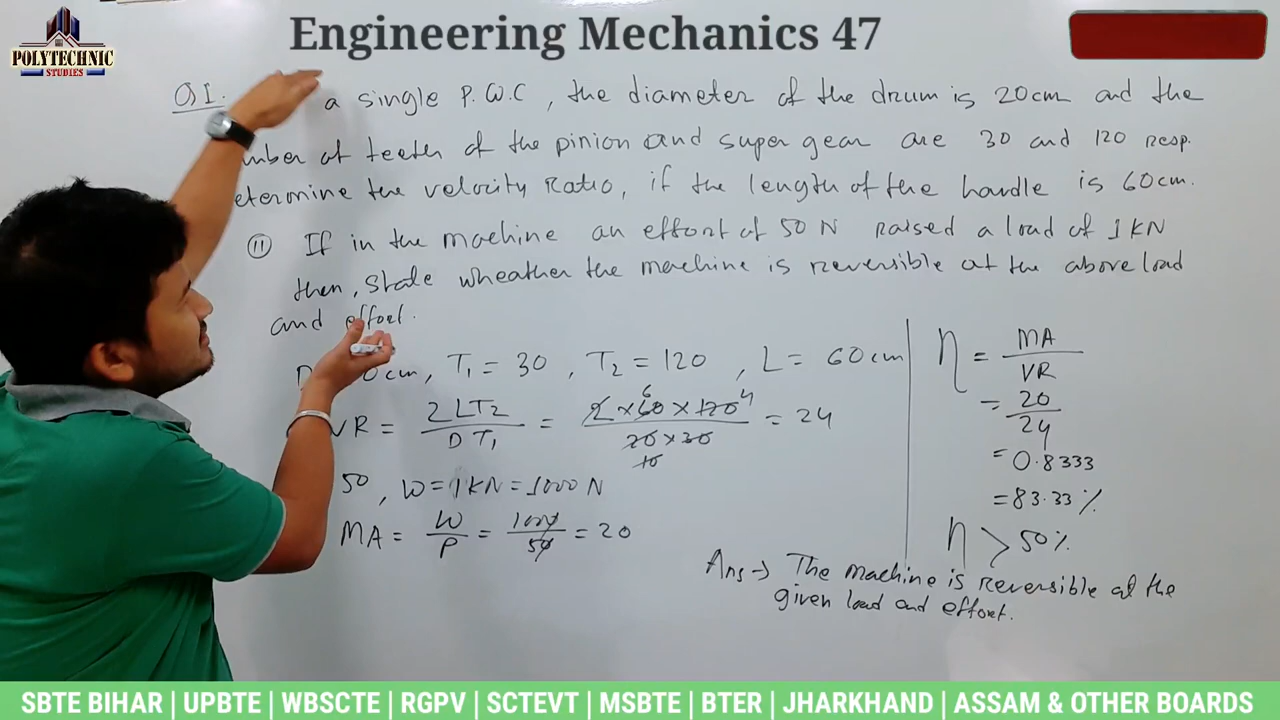 Engineering Mechanics 47
POLYTECHNIC
STUDIES
Q1. a single P.W.C, the diameter of the drum is 20cm and the
mber of teeth of the pinion and super gear are 30 and 120 resp.
etermine the velocity Ratio, if the length of the handle is 60cm.
(11) If in the machine an effort of 50 N raised a load of 1 KN
then, state wheather the machine is reversible at the above load
and effort.
0cm, T₁ = 30, T₂ = 120, L = 60cm
VR = 2LT₂ / DT₁ = 2×60×120 / 20×30 = 24
6 4
10
50, W = 1KN = 1000 N
MA = W/P = 1000/50 = 20
η = MA/VR
= 20/24
= 0.8333
= 83.33%
η > 50%
Ans → The machine is reversible at the
given load and effort.
SBTE BIHAR | UPBTE | WBSCTE | RGPV | SCTEVT | MSBTE | BTER | JHARKHAND | ASSAM & OTHER BOARDS